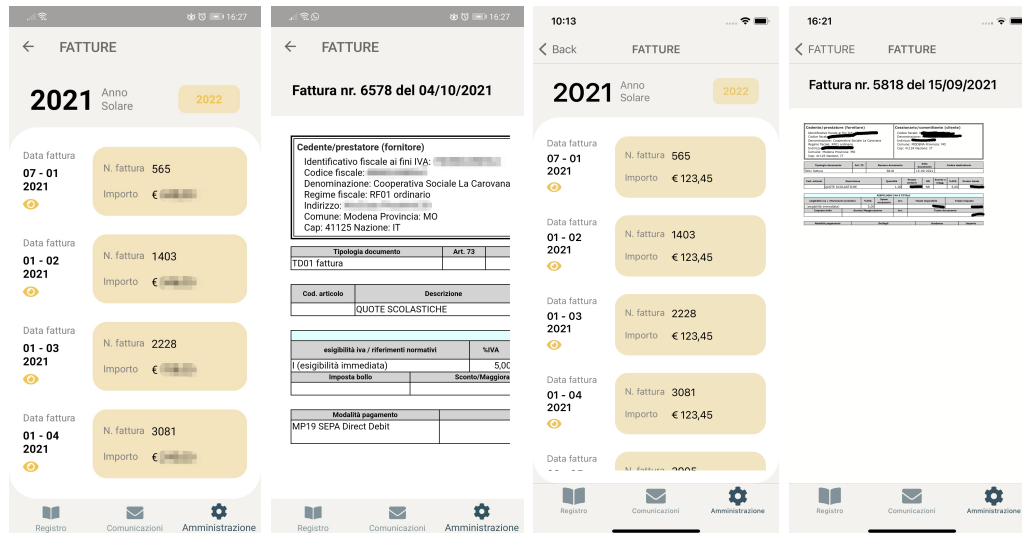 16:27
FATTURE
2021
Anno
Solare
2022
Data fattura
07 - 01
2021
N. fattura 565
Importo €
Data fattura
01 - 02
2021
N. fattura 1403
Importo €
Data fattura
01 - 03
2021
N. fattura 2228
Importo €
Data fattura
01 - 04
2021
N. fattura 3081
Importo €
Registro
Comunicazioni
Amministrazione
16:27
FATTURE
Fattura nr. 6578 del 04/10/2021
Cedente/prestatore (fornitore)
Identificativo fiscale ai fini IVA:
Codice fiscale:
Denominazione: Cooperativa Sociale La Carovana
Regime fiscale: RF01 ordinario
Indirizzo:
Comune: Modena Provincia: MO
Cap: 41125 Nazione: IT
Tipologia documento Art. 73
TD01 fattura
Cod. articolo Descrizione
QUOTE SCOLASTICHE
esigibilità iva / riferimenti normativi %IVA
I (esigibilità immediata) 5,00
Imposta bollo Sconto/Maggiora
Modalità pagamento
MP19 SEPA Direct Debit
Registro
Comunicazioni
Amministrazione
10:13
Back
FATTURE
2021
Anno
Solare
2022
Data fattura
07 - 01
2021
N. fattura 565
Importo € 123,45
Data fattura
01 - 02
2021
N. fattura 1403
Importo € 123,45
Data fattura
01 - 03
2021
N. fattura 2228
Importo € 123,45
Data fattura
01 - 04
2021
N. fattura 3081
Importo € 123,45
Data fattura
Registro
Comunicazioni
Amministrazione
16:21
FATTURE
FATTURE
Fattura nr. 5818 del 15/09/2021
Cedente/prestatore (fornitore)
Cessionario/committente (cliente)
QUOTE SCOLASTICHE
Registro
Comunicazioni
Amministrazione